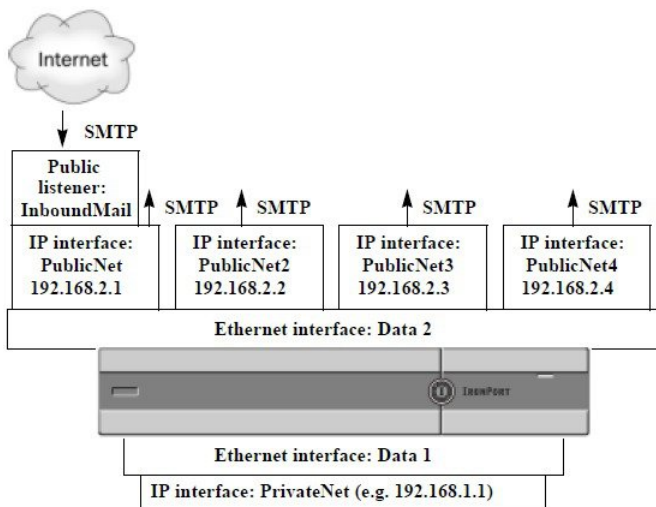 Internet
SMTP
Public
listener:
InboundMail
SMTP
SMTP
SMTP
SMTP
IP interface:
PublicNet
192.168.2.1
IP interface:
PublicNet2
192.168.2.2
IP interface:
PublicNet3
192.168.2.3
IP interface:
PublicNet4
192.168.2.4
Ethernet interface: Data 2
IRONPORT
Ethernet interface: Data 1
IP interface: PrivateNet (e.g. 192.168.1.1)